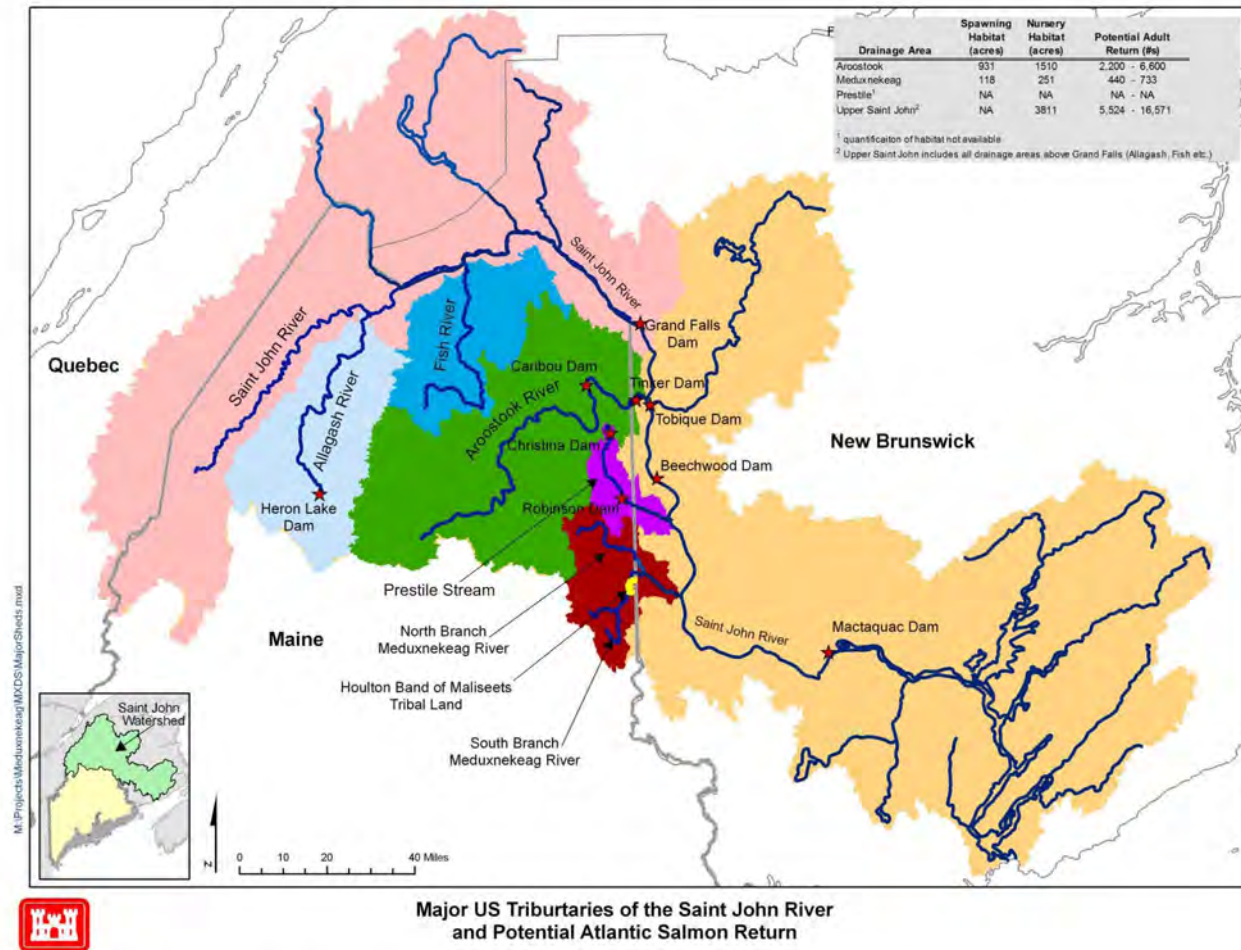 Spawning Nursery
Habitat Habitat Potential Adult
Drainage Area (acres) (acres) Return (#s)
Aroostook 931 1510 2,200 - 6,600
Meduxnekeag 118 251 440 - 733
Prestile1 NA NA NA - NA
Upper Saint John2 NA 3811 5,524 - 16,571
1 quantificaiton of habitat not available
2 Upper Saint John includes all drainage areas above Grand Falls (Allagash, Fish etc.)
Saint John River
Grand Falls
Dam
Quebec
Saint John River
Fish River
Caribou Dam
Tinker Dam
Allagash River
Aroostook River
Tobique Dam
Christina Dam
New Brunswick
Beechwood Dam
Heron Lake
Dam
Robinson Dam
Prestile Stream
Maine
North Branch
Meduxnekeag River
Saint John River
Mactaquac Dam
Houlton Band of Maliseets
Tribal Land
South Branch
Meduxnekeag River
Saint John
Watershed
N
0 10 20 40 Miles
M:\Projects\Meduxnekeag\MXDS\MajorSheds.mxd
Major US Triburtaries of the Saint John River
and Potential Atlantic Salmon Return